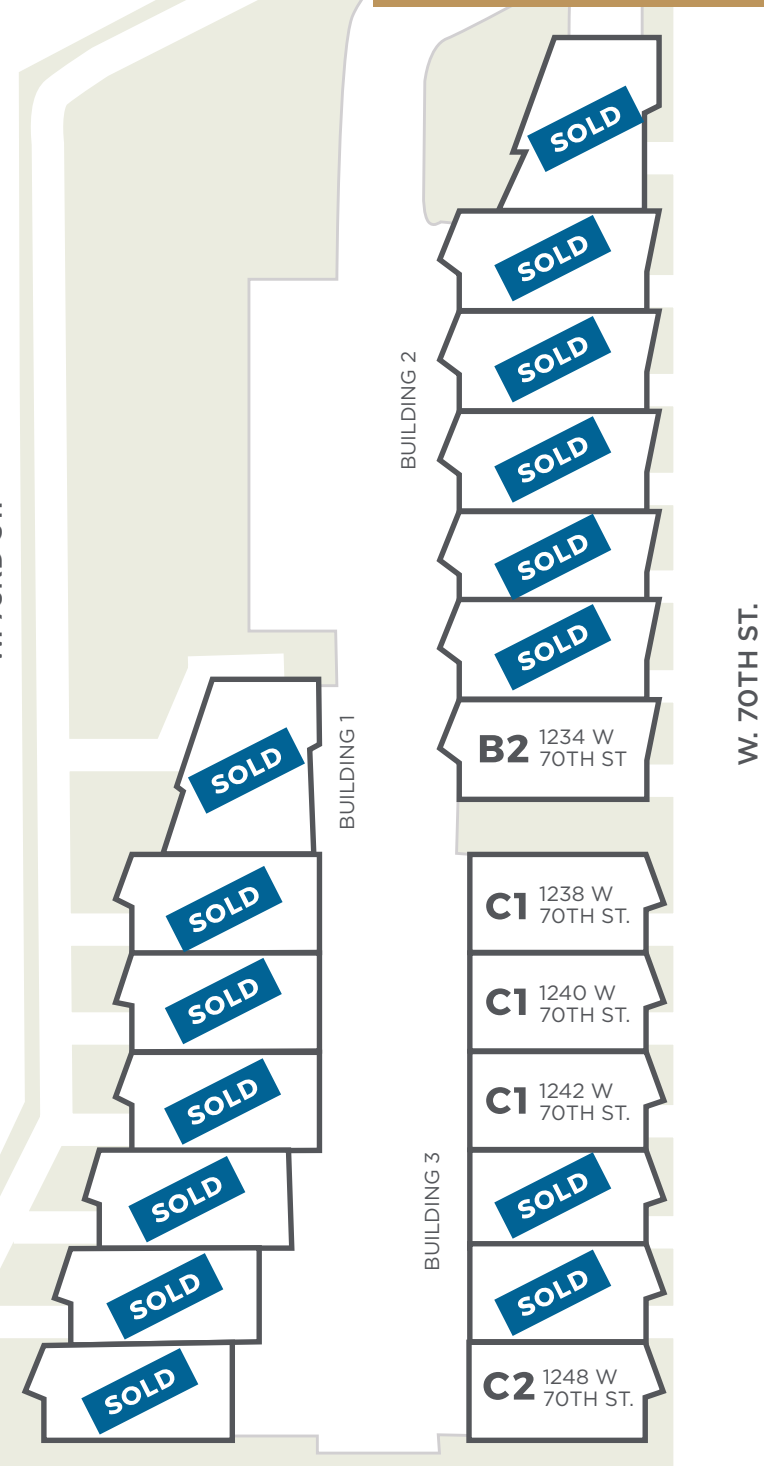 SOLD
SOLD
SOLD
SOLD
SOLD
SOLD
BUILDING 2
B2 1234 W
70TH ST
W. 70TH ST.
SOLD
SOLD
SOLD
SOLD
SOLD
SOLD
SOLD
BUILDING 1
C1 1238 W
70TH ST.
C1 1240 W
70TH ST.
C1 1242 W
70TH ST.
SOLD
SOLD
C2 1248 W
70TH ST.
BUILDING 3